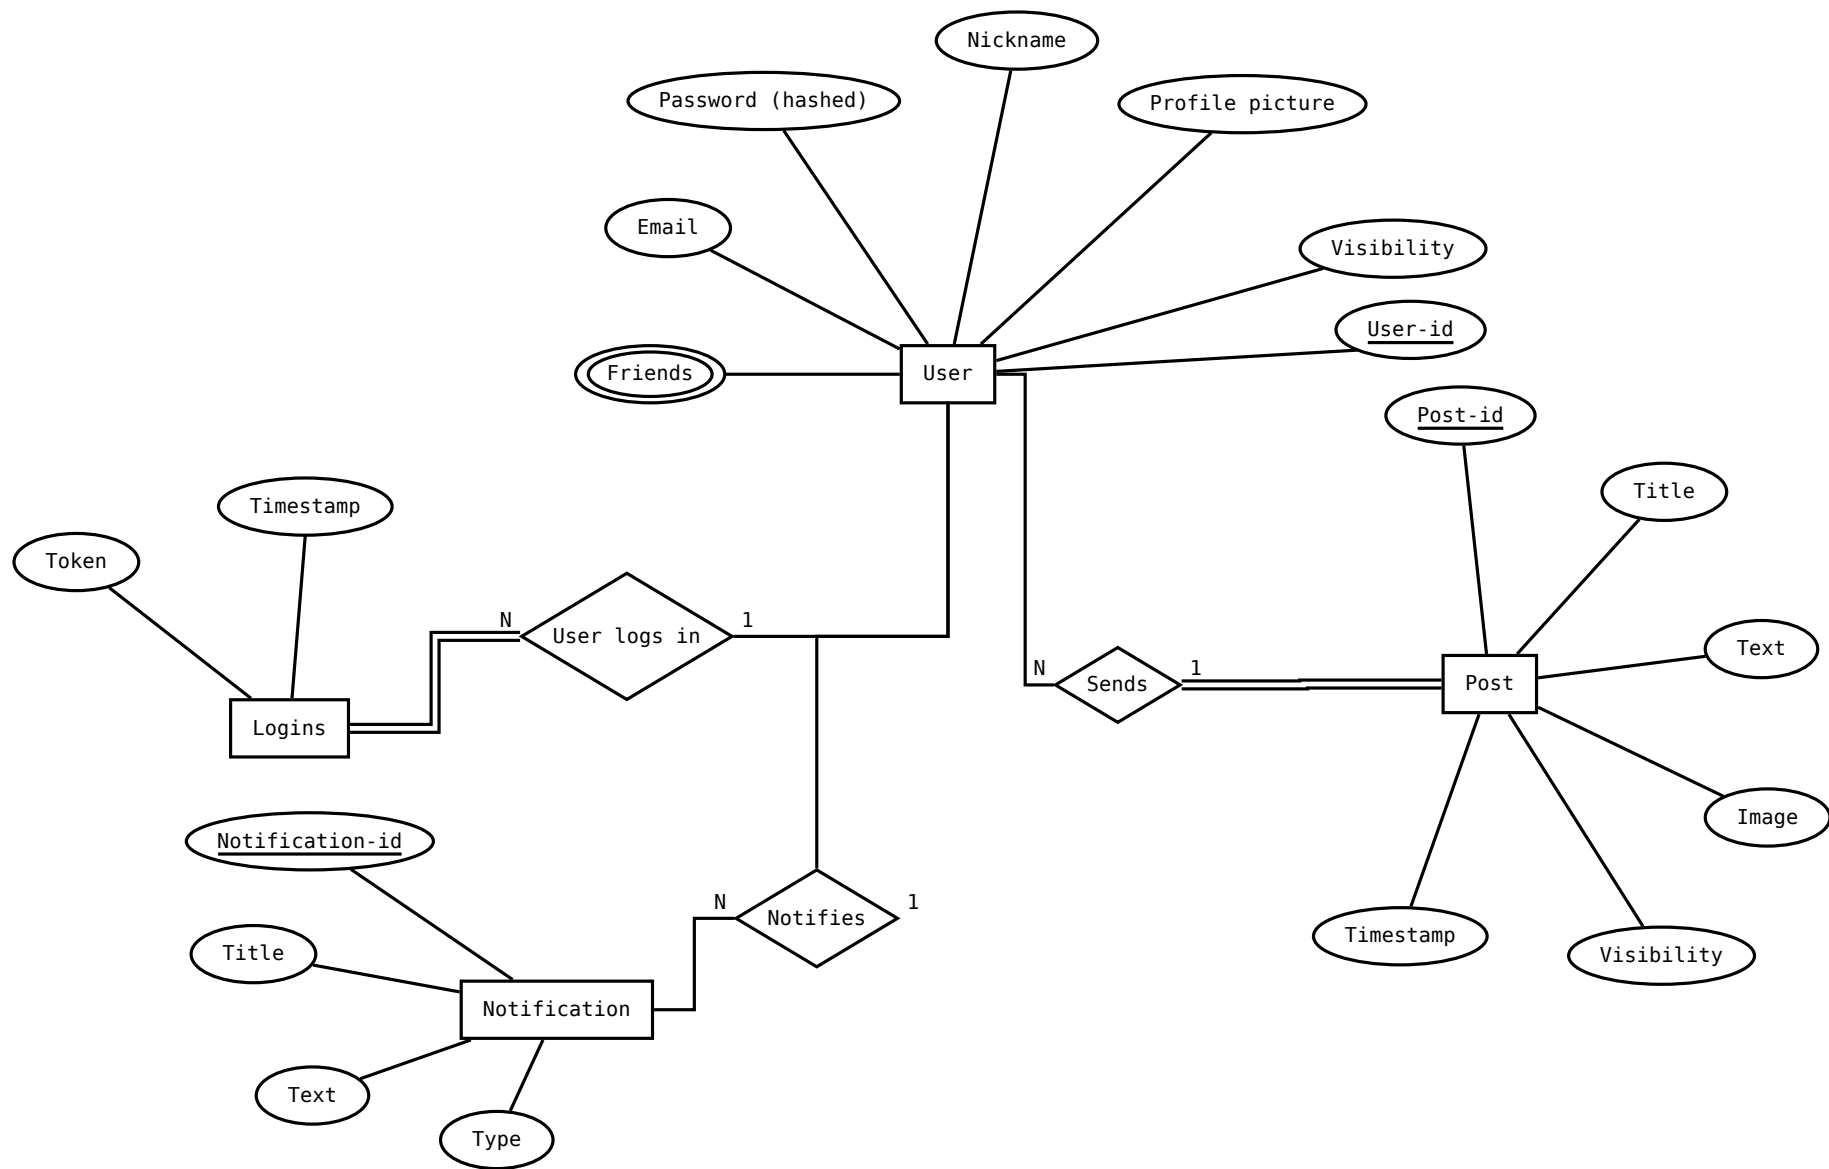 Nickname
Password (hashed)
Profile picture
Email
Visibility
User-id
Friends
User
Post-id
Title
Timestamp
Token
N
User logs in
1
Text
N
Sends
1
Post
Logins
Image
Notification-id
N
Notifies
1
Timestamp
Visibility
Title
Notification
Text
Type